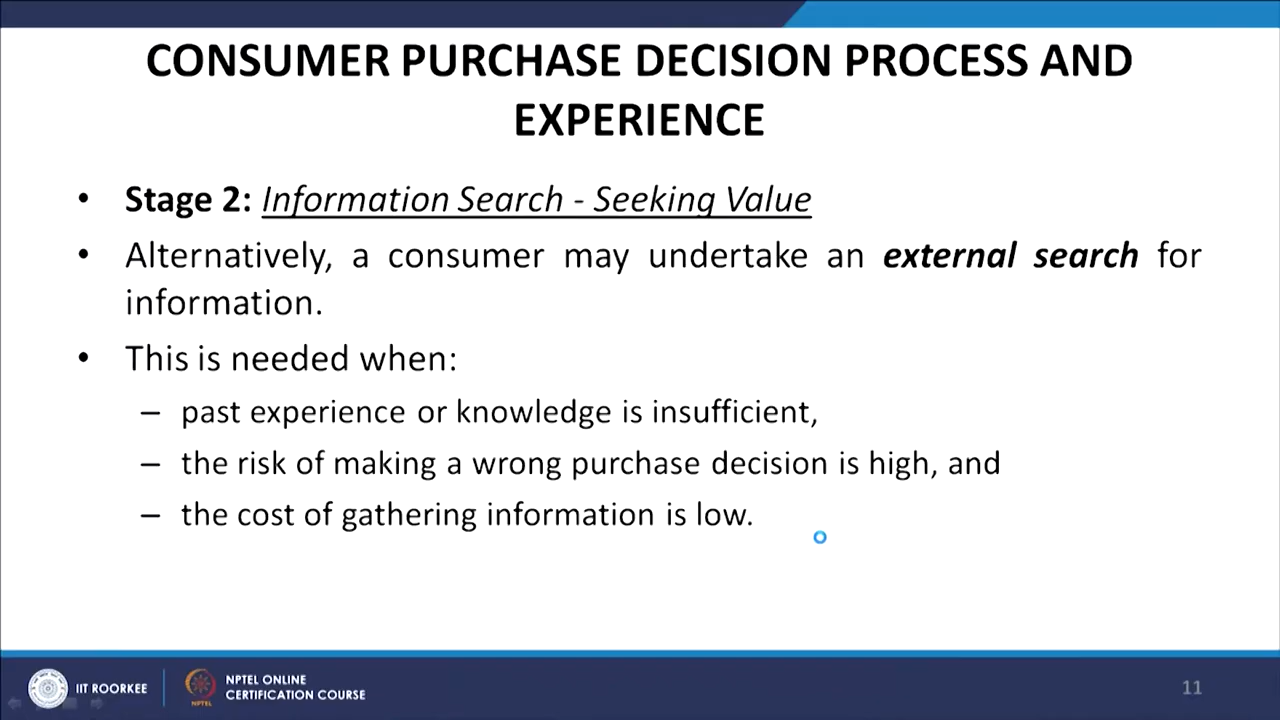 CONSUMER PURCHASE DECISION PROCESS AND
EXPERIENCE
• Stage 2: Information Search - Seeking Value
• Alternatively, a consumer may undertake an external search for
information.
• This is needed when:
– past experience or knowledge is insufficient,
– the risk of making a wrong purchase decision is high, and
– the cost of gathering information is low.
IIT ROORKEE
NPTEL
NPTEL ONLINE
CERTIFICATION COURSE
11